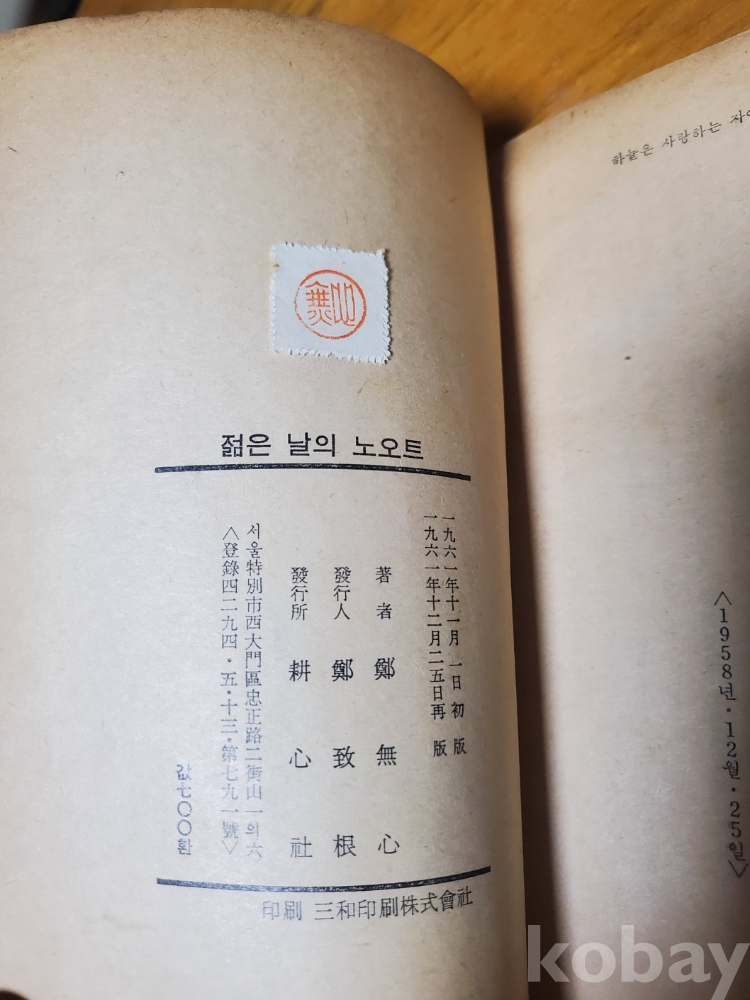 젊은 날의 노오트
一九六一年十一月 一日 初 版
一九六一年十二月二五日 再 版
著 者 鄭 無 心
發行人 鄭 致 根
發行所 耕 心 社
서울特別市西大門區忠正路二街山一의六
<登錄四二九四·五·十三·第七九一號>
값七〇〇환
印刷 三和印刷株式會社
하늘은 사랑하는 자에
<1958년·12월·25일>
kobay